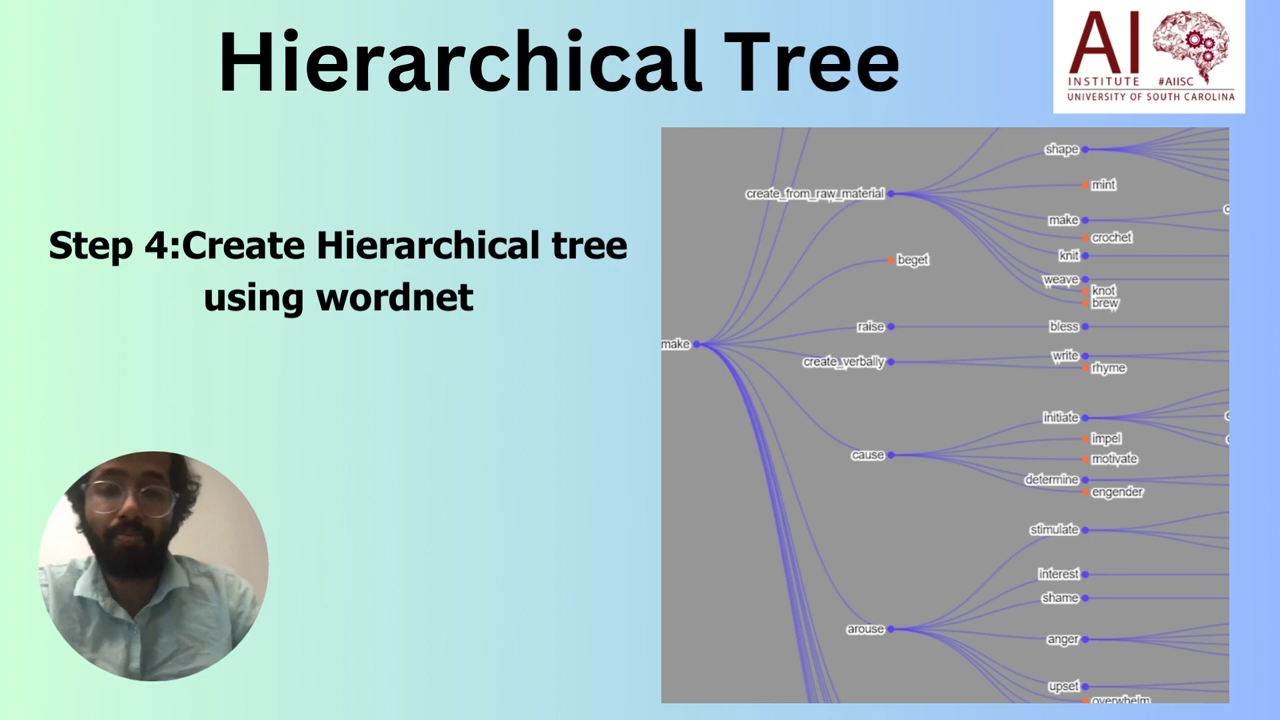 Hierarchical Tree
AI
INSTITUTE #AIISC
UNIVERSITY OF SOUTH CAROLINA
Step 4:Create Hierarchical tree
using wordnet
make
create_from_raw_material
beget
raise
create_verbally
cause
arouse
shape
mint
make
crochet
knit
weave
knot
brew
bless
write
rhyme
initiate
impel
motivate
determine
engender
stimulate
interest
shame
anger
upset
overwhelm